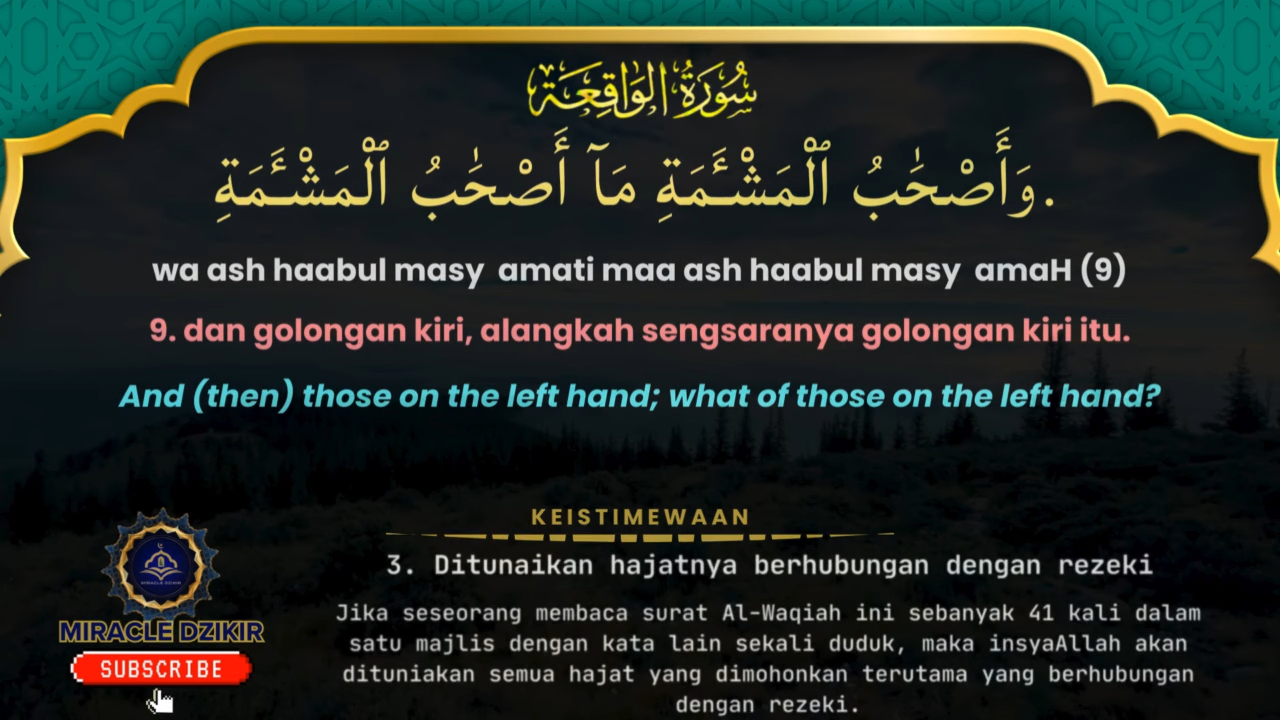 سُورَةُ الوَاقِعَة
وَأَصْحَٰبُ ٱلْمَشْـَٔمَةِ مَآ أَصْحَٰبُ ٱلْمَشْـَٔمَةِ.
wa ash haabul masy  amati maa ash haabul masy  amaH (9)
9. dan golongan kiri, alangkah sengsaranya golongan kiri itu.
And (then) those on the left hand; what of those on the left hand?
KEISTIMEWAAN
3. Ditunaikan hajatnya berhubungan dengan rezeki
Jika seseorang membaca surat Al-Waqiah ini sebanyak 41 kali dalam
satu majlis dengan kata lain sekali duduk, maka insyaAllah akan
dituniakan semua hajat yang dimohonkan terutama yang berhubungan
dengan rezeki.
MIRACLE DZIKIR
MIRACLE DZIKIR
SUBSCRIBE